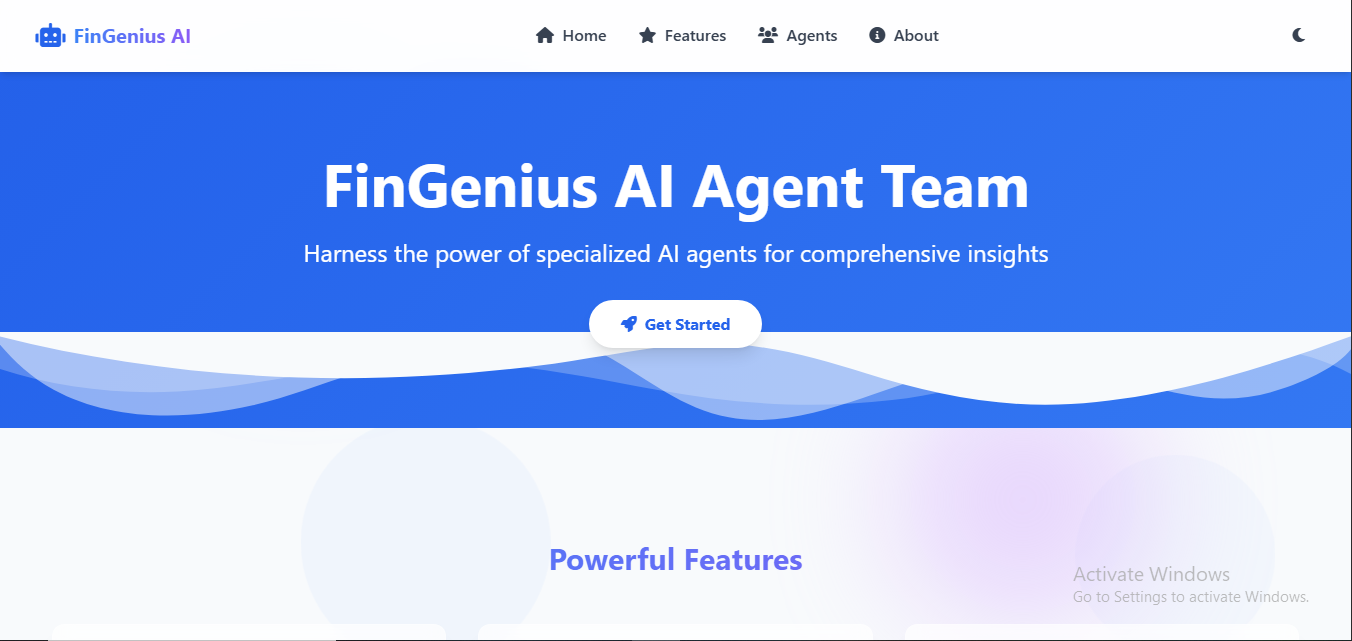 FinGenius AI
Home
Features
Agents
About
FinGenius AI Agent Team
Harness the power of specialized AI agents for comprehensive insights
Get Started
Powerful Features
Activate Windows
Go to Settings to activate Windows.